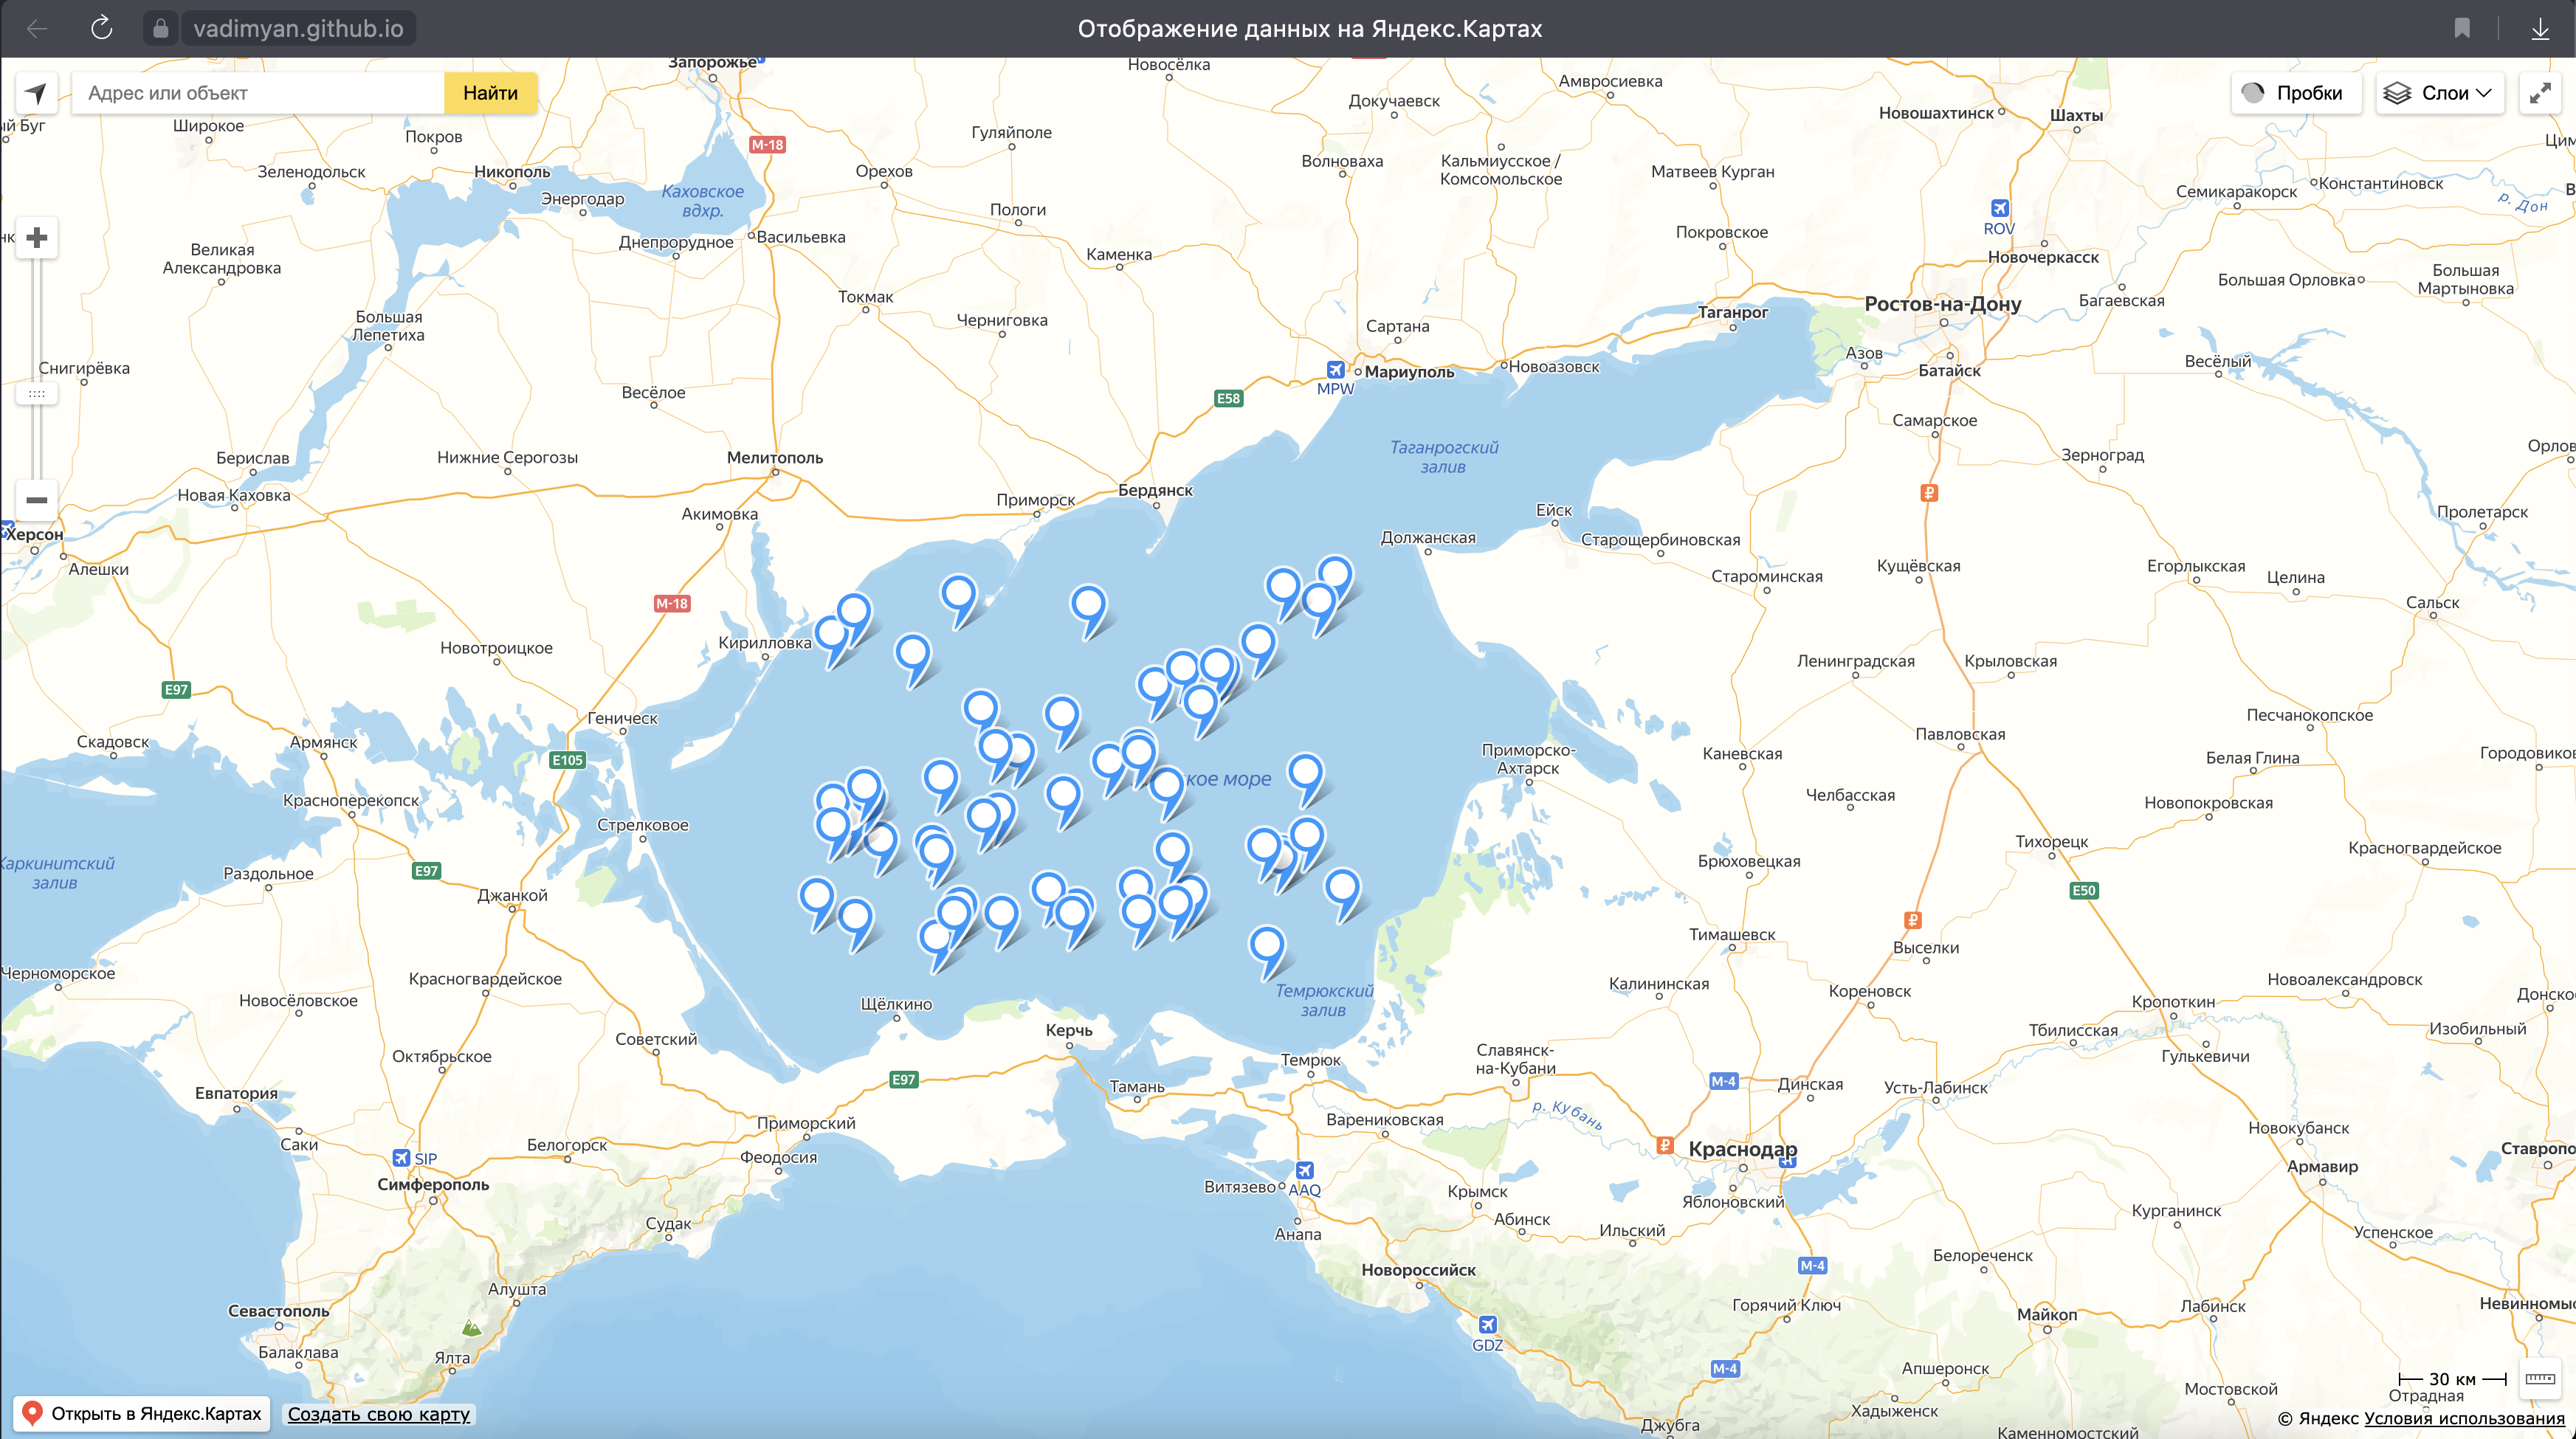 vadimyan.github.io
Отображение данных на Яндекс.Картах
Адрес или объект
Найти
Пробки
Слои
Запорожье
Новосёлка
Амвросиевка
Докучаевск
Новошахтинск
Шахты
ый Буг
Широкое
Покров
М-18
Гуляйполе
Волноваха
Кальмиусское /
Комсомольское
Матвеев Курган
Зеленодольск
Никополь
Орехов
Энергодар
Каховское
вдхр.
Семикаракорск
Константиновск
р. Дон
Пологи
ROV
Днепрорудное
Васильевка
Покровское
Великая
Александровка
Каменка
Новочеркасск
Большая Орловка
Большая
Мартыновка
Токмак
Багаевская
Ростов-на-Дону
Большая
Лепетиха
Черниговка
Сартана
Таганрог
Снигирёвка
Азов
Весёлый
Батайск
Мариуполь
Новоазовск
MPW
Весёлое
E58
Самарское
Таганрогский
залив
Зерноград
Берислав
Нижние Серогозы
Мелитополь
Новая Каховка
Приморск
Бердянск
Акимовка
Ейск
Пролетарск
Херсон
Должанская
Старощербиновская
Алешки
Староминская
Кущёвская
Егорлыкская
Целина
М-18
Сальск
Новотроицкое
Кирилловка
Ленинградская
Крыловская
E97
Геническ
Песчанокопское
Скадовск
Армянск
Павловская
E105
Приморско-
Ахтарск
Каневская
Белая Глина
кое море
Красноперекопск
Челбасская
Новопокровская
Стрелковое
Тихорецк
Красногвардейское
Каркинитский
залив
E97
Раздольное
Брюховецкая
E50
Джанкой
Тимашевск
Выселки
Черноморское
Красногвардейское
Новосёловское
Темрюкский
залив
Калининская
Кореновск
Новоалександровск
Щёлкино
Кропоткин
Керчь
Советский
Тбилисская
Изобильный
Октябрьское
Темрюк
Славянск-
на-Кубани
Гулькевичи
E97
М-4
Динская
Усть-Лабинск
Евпатория
Тамань
р. Кубань
Варениковская
Приморский
Новокубанск
Саки
Белогорск
Краснодар
SIP
Феодосия
Армавир
Симферополь
Витязево
AAQ
Крымск
Яблоновский
Курганинск
Абинск
Ильский
Судак
Анапа
Успенское
Белореченск
М-4
Новороссийск
Алушта
Горячий Ключ
Севастополь
Майкоп
Лабинск
GDZ
Балаклава
Ялта
М-4
Апшеронск
30 км
Мостовской
Отрадная
Хадыженск
Открыть в Яндекс.Картах
Создать свою карту
Джубга
© Яндекс Условия использования
Каменномостский